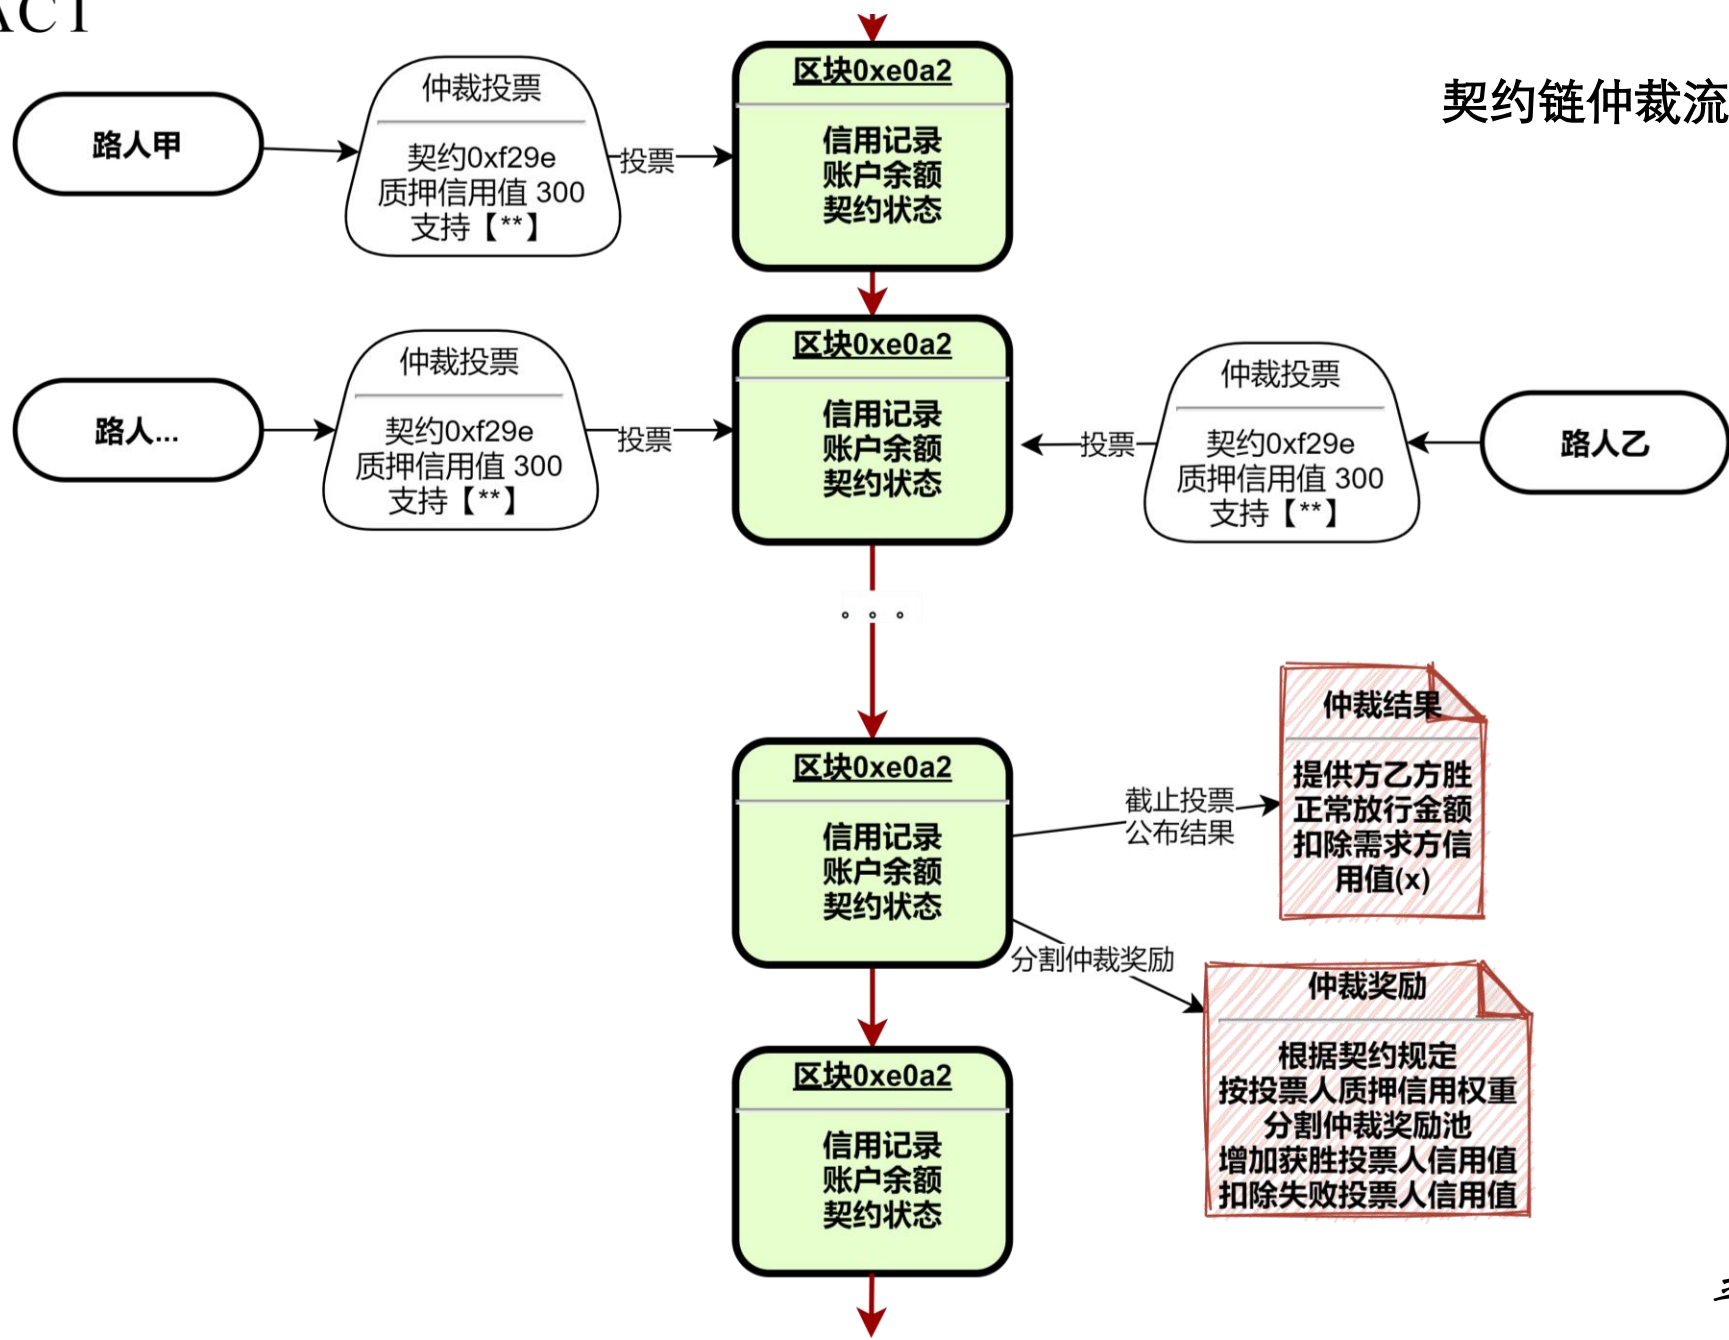 ACT
契约链仲裁流
路人甲
仲裁投票
契约0xf29e
质押信用值 300
支持【**】
投票
区块0xe0a2
信用记录
账户余额
契约状态
路人...
仲裁投票
契约0xf29e
质押信用值 300
支持【**】
投票
区块0xe0a2
信用记录
账户余额
契约状态
投票
仲裁投票
契约0xf29e
质押信用值 300
支持【**】
路人乙
。。。
区块0xe0a2
信用记录
账户余额
契约状态
截止投票
公布结果
仲裁结果
提供方乙方胜
正常放行金额
扣除需求方信
用值(x)
分割仲裁奖励
仲裁奖励
根据契约规定
按投票人质押信用权重
分割仲裁奖励池
增加获胜投票人信用值
扣除失败投票人信用值
区块0xe0a2
信用记录
账户余额
契约状态